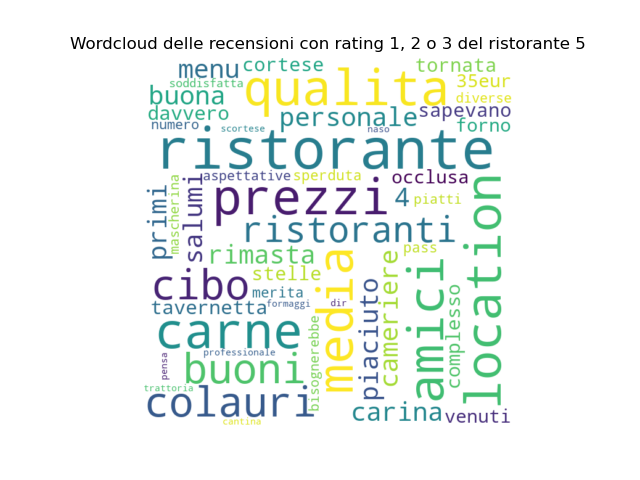 Wordcloud delle recensioni con rating 1, 2 o 3 del ristorante 5
menu cortese tornata
soddisfatta qualita 35eur
buona diverse
davvero personale sapevano
numero scortese naso forno
ristorante
aspettative sperduta occlusa
primi mascherina salumi prezzi 4 piatti location
ristoranti
rimasta media pass
cibo stelle piaciuto cameriere amici complesso
merita
tavernetta formaggi dir
carne bisognerebbe
professionale
pensa buoni
trattoria
colauri carina venuti
cantina